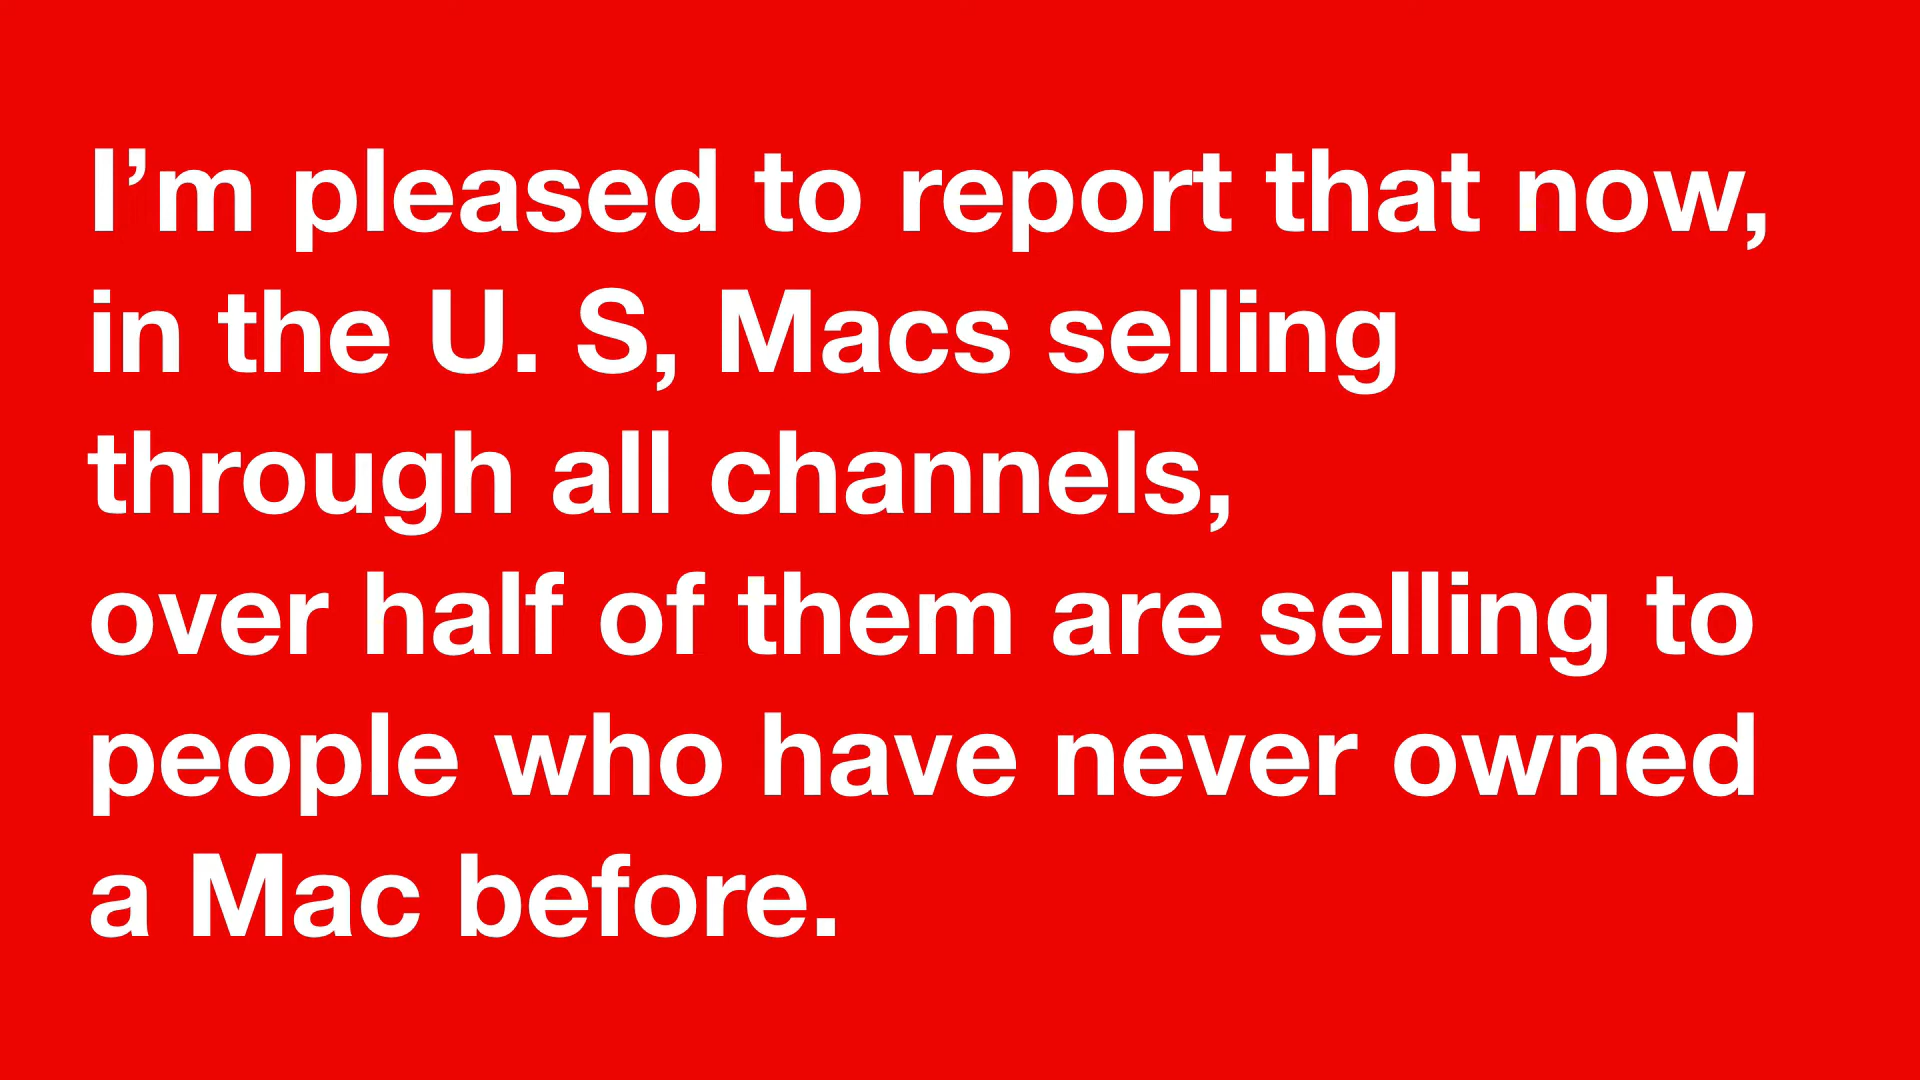 I’m pleased to report that now,
in the U. S, Macs selling
through all channels,
over half of them are selling to
people who have never owned
a Mac before.